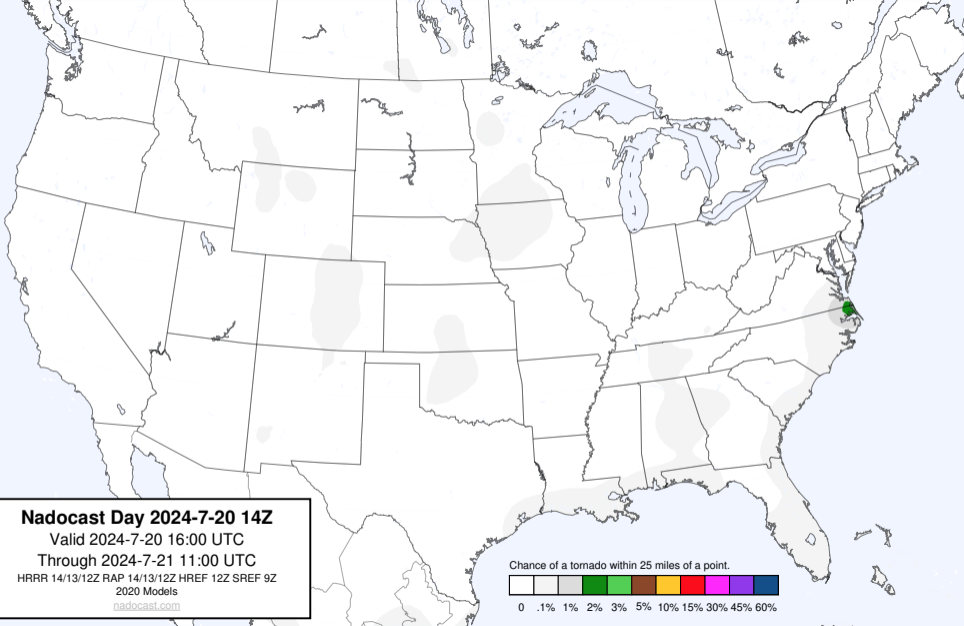 Nadocast Day 2024-7-20 14Z
Valid 2024-7-20 16:00 UTC
Through 2024-7-21 11:00 UTC
HRRR 14/13/12Z RAP 14/13/12Z HREF 12Z SREF 9Z
2020 Models
nadocast.com
Chance of a tornado within 25 miles of a point.
0 .1% 1% 2% 3% 5% 10% 15% 30% 45% 60%